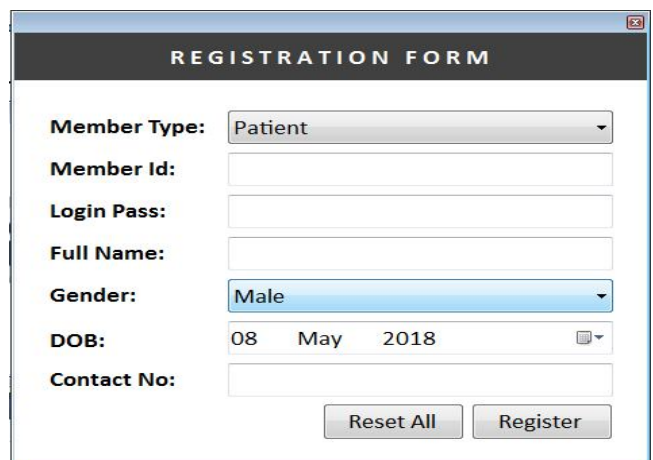 REGISTRATION FORM
Member Type: Patient
Member Id:
Login Pass:
Full Name:
Gender: Male
DOB: 08 May 2018
Contact No:
Reset All Register